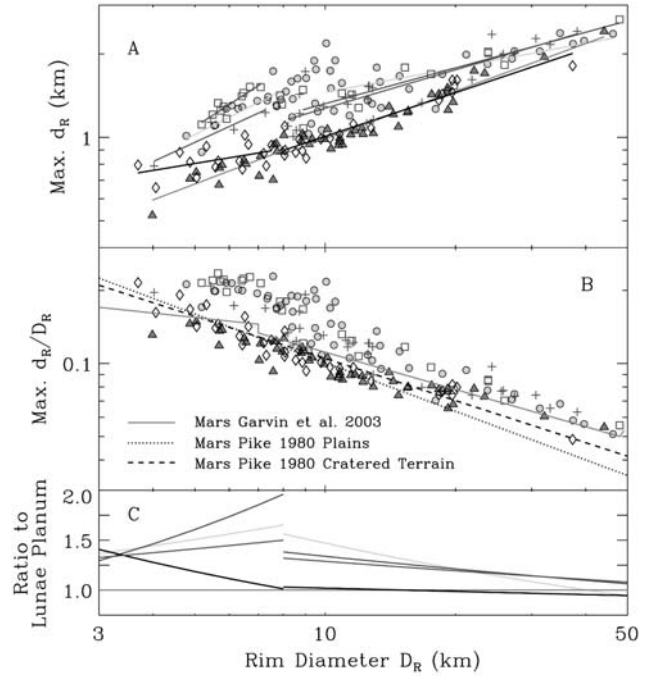 A
Max. d_R (km)
1
B
Max. d_R/D_R
0.1
Mars Garvin et al. 2003
Mars Pike 1980 Plains
Mars Pike 1980 Cratered Terrain
C
Ratio to
Lunae Planum
2.0
1.5
1.0
3
10
50
Rim Diameter D_R (km)